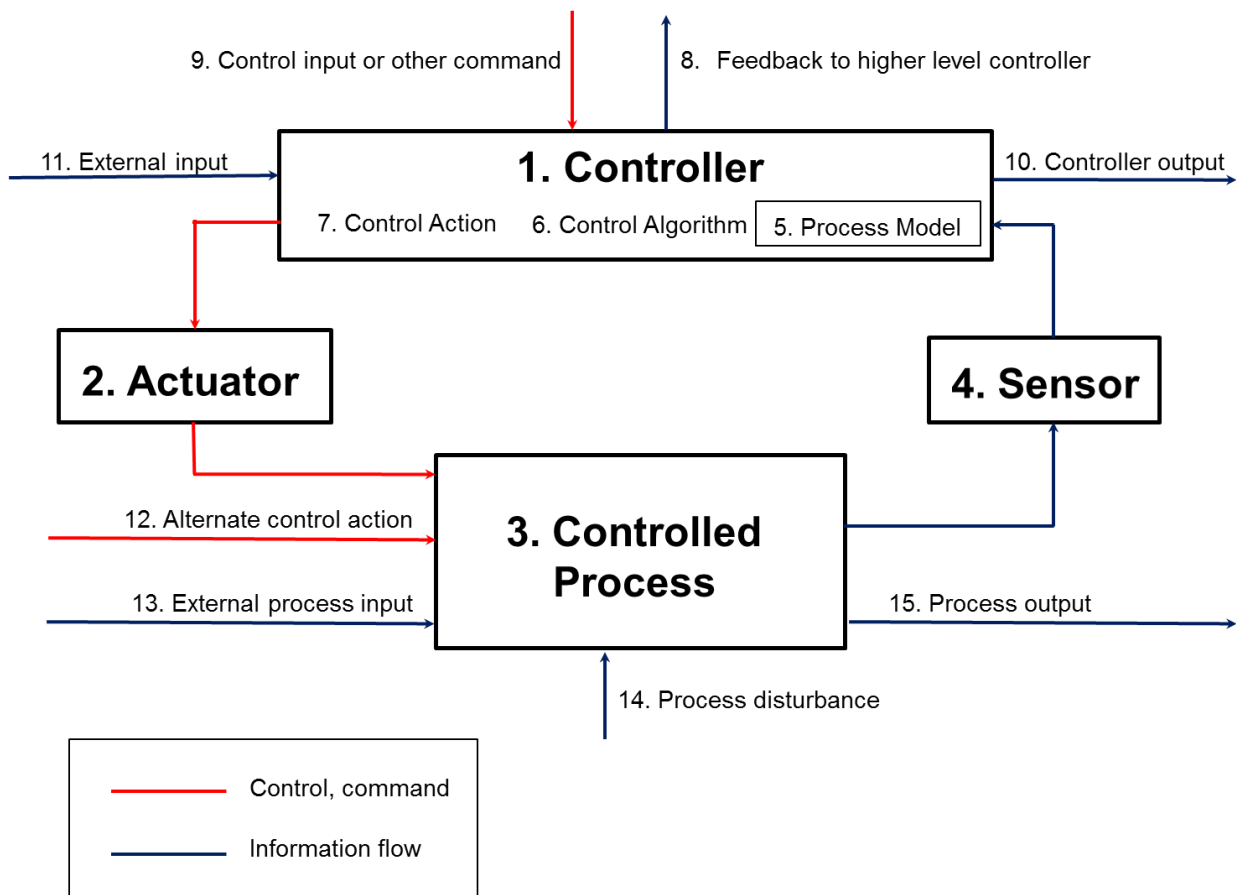 9. Control input or other command
8. Feedback to higher level controller
11. External input
1. Controller
10. Controller output
7. Control Action
6. Control Algorithm
5. Process Model
2. Actuator
4. Sensor
12. Alternate control action
3. Controlled
Process
13. External process input
15. Process output
14. Process disturbance
Control, command
Information flow